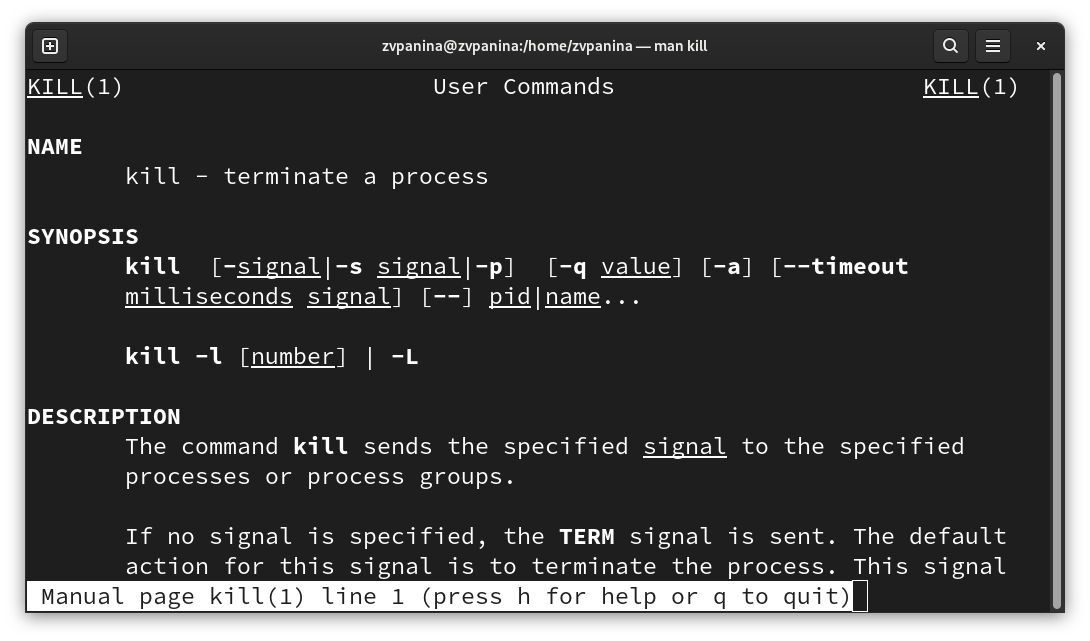 zvpanina@zvpanina:/home/zvpanina — man kill
KILL(1) User Commands KILL(1)
NAME
kill - terminate a process
SYNOPSIS
kill [-signal|-s signal|-p] [-q value] [-a] [--timeout
milliseconds signal] [--] pid|name...
kill -l [number] | -L
DESCRIPTION
The command kill sends the specified signal to the specified
processes or process groups.
If no signal is specified, the TERM signal is sent. The default
action for this signal is to terminate the process. This signal
Manual page kill(1) line 1 (press h for help or q to quit)